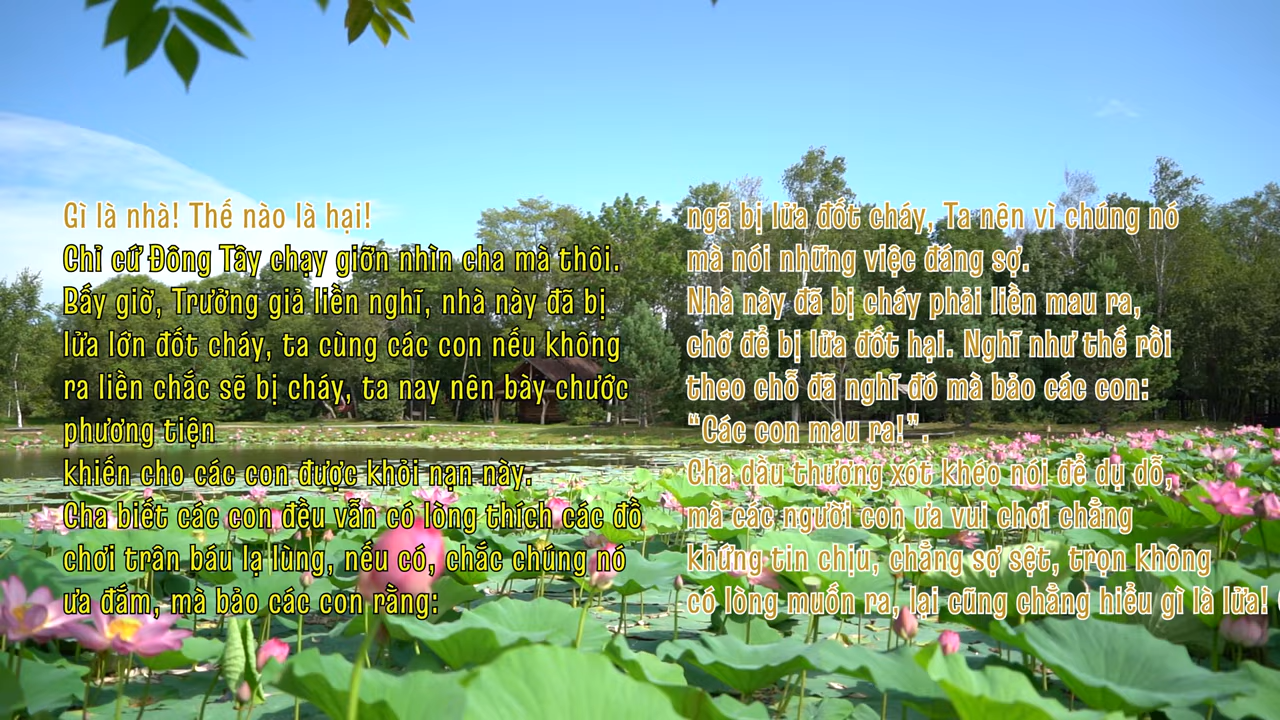 Gì là nhà! Thế nào là hại!
Chỉ cứ Đông Tây chạy giỡn nhìn cha mà thôi.
Bấy giờ, Trưởng giả liền nghĩ, nhà này đã bị
lửa lớn đốt cháy, ta cùng các con nếu không
ra liền chắc sẽ bị cháy, ta nay nên bày chước
phương tiện
khiến cho các con được khỏi nạn này.
Cha biết các con đều vẫn có lòng thích các đồ
chơi trân báu lạ lùng, nếu có, chắc chúng nó
ưa đắm, mà bảo các con rằng:
ngã bị lửa đốt cháy, Ta nên vì chúng nó
mà nói những việc đáng sợ.
Nhà này đã bị cháy phải liền mau ra,
chớ để bị lửa đốt hại. Nghĩ như thế rồi
theo chỗ đã nghĩ đó mà bảo các con:
“Các con mau ra!”.
Cha dầu thương xót khéo nói để dụ dỗ,
mà các người con ưa vui chơi chẳng
khứng tin chịu, chẳng sợ sệt, trọn không
có lòng muốn ra, lại cũng chẳng hiểu gì là lửa!